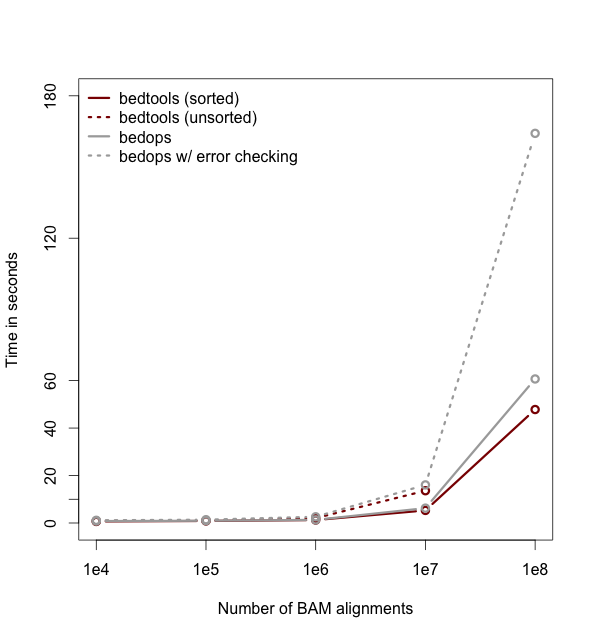 bedtools (sorted)
bedtools (unsorted)
bedops
bedops w/ error checking
180
120
60
40
20
0
Time in seconds
1e4 1e5 1e6 1e7 1e8
Number of BAM alignments